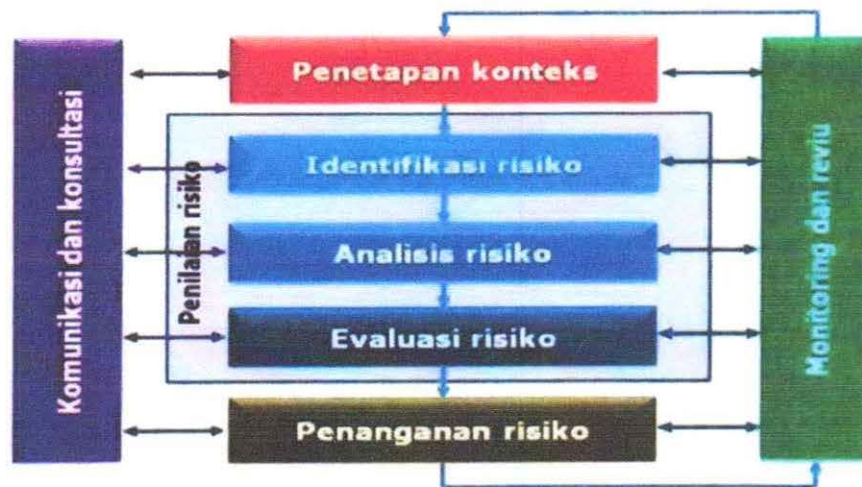 Komunikasi dan konsultasi
Penetapan konteks
Penilaian risiko
Identifikasi risiko
Analisis risiko
Evaluasi risiko
Penanganan risiko
Monitoring dan reviu